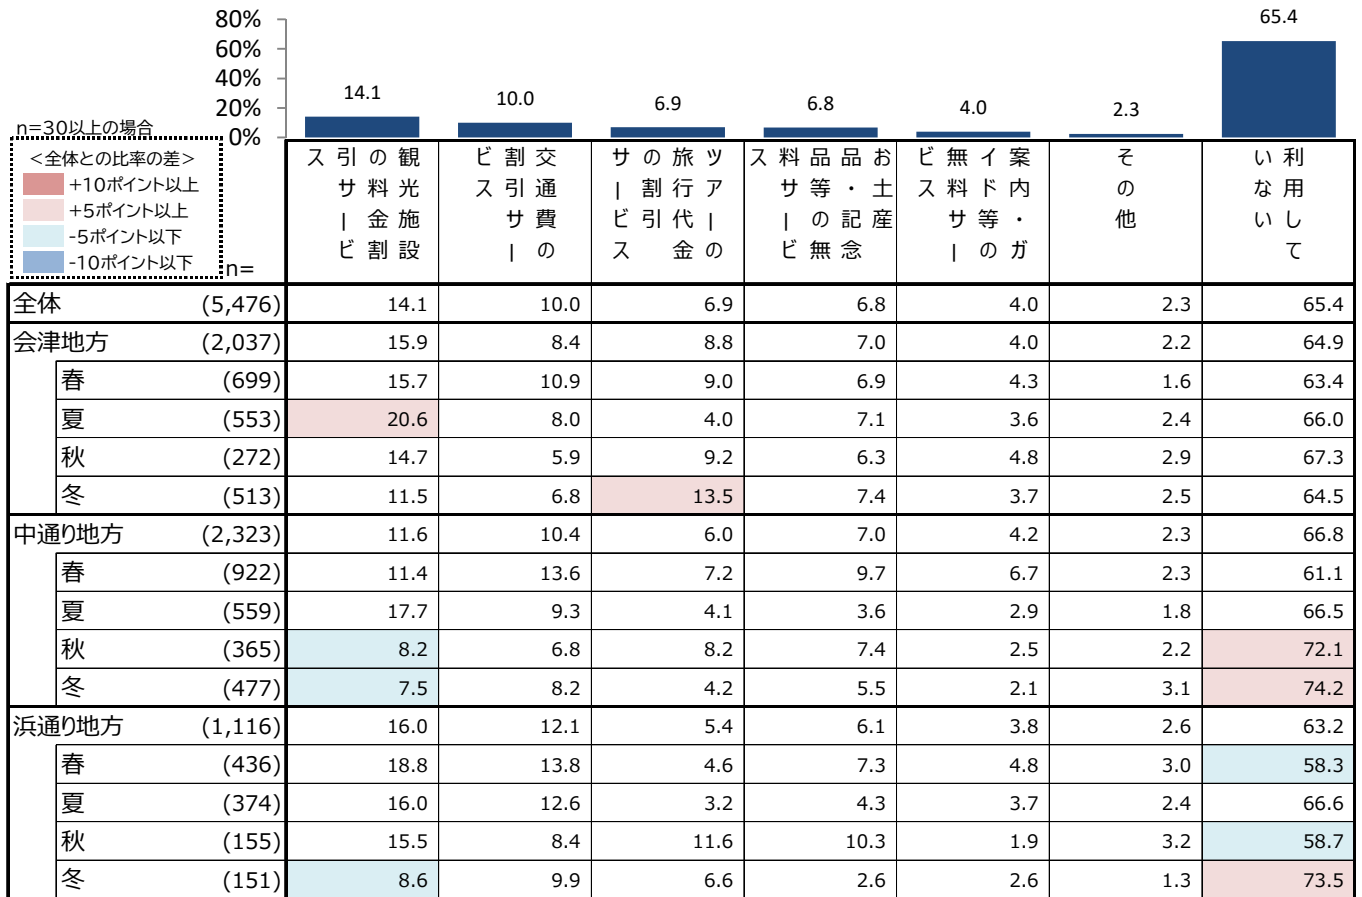 80%
60%
40%
20%
0%
14.1
10.0
6.9
6.8
4.0
2.3
65.4
n=30以上の場合
<全体との比率の差>
+10ポイント以上
+5ポイント以上
-5ポイント以下
-10ポイント以下
n=
観光施設
の料金割
引サービ
ス
交通費の
割引サー
ビス
ツアーの
旅行代金
の割引
サービス
お土産
品・記念
品等の無
料サービ
ス
案内・ガ
イド等の
無料サー
ビス
その他
利用して
いない
全体 (5,476) 14.1 10.0 6.9 6.8 4.0 2.3 65.4
会津地方 (2,037) 15.9 8.4 8.8 7.0 4.0 2.2 64.9
春 (699) 15.7 10.9 9.0 6.9 4.3 1.6 63.4
夏 (553) 20.6 8.0 4.0 7.1 3.6 2.4 66.0
秋 (272) 14.7 5.9 9.2 6.3 4.8 2.9 67.3
冬 (513) 11.5 6.8 13.5 7.4 3.7 2.5 64.5
中通り地方 (2,323) 11.6 10.4 6.0 7.0 4.2 2.3 66.8
春 (922) 11.4 13.6 7.2 9.7 6.7 2.3 61.1
夏 (559) 17.7 9.3 4.1 3.6 2.9 1.8 66.5
秋 (365) 8.2 6.8 8.2 7.4 2.5 2.2 72.1
冬 (477) 7.5 8.2 4.2 5.5 2.1 3.1 74.2
浜通り地方 (1,116) 16.0 12.1 5.4 6.1 3.8 2.6 63.2
春 (436) 18.8 13.8 4.6 7.3 4.8 3.0 58.3
夏 (374) 16.0 12.6 3.2 4.3 3.7 2.4 66.6
秋 (155) 15.5 8.4 11.6 10.3 1.9 3.2 58.7
冬 (151) 8.6 9.9 6.6 2.6 2.6 1.3 73.5